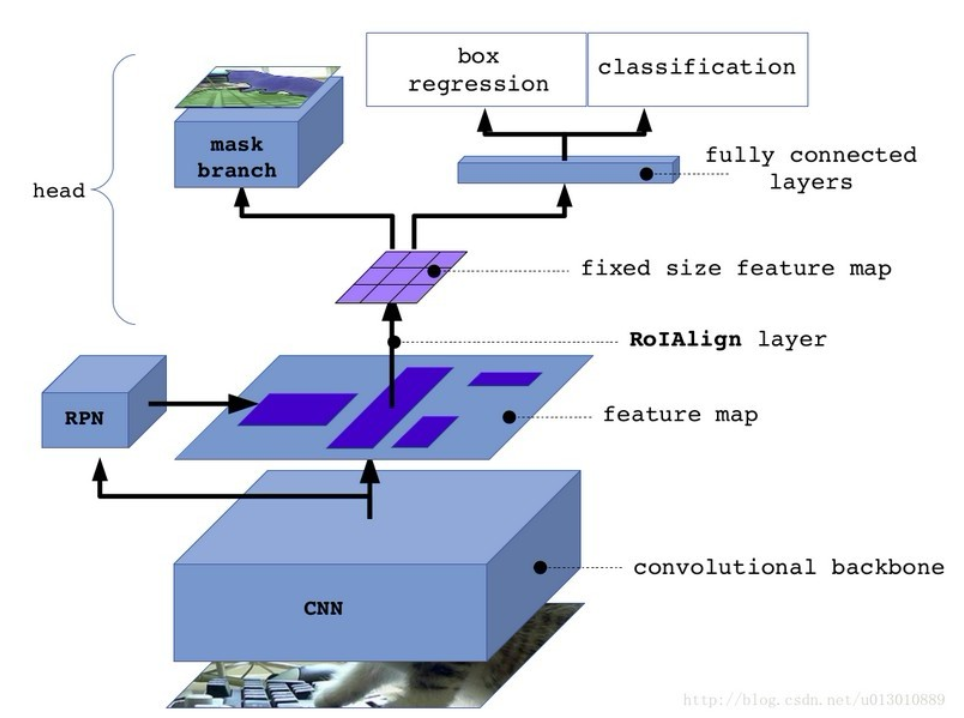 box
regression
classification
mask
branch
fully connected
layers
head
fixed size feature map
RoIAlign layer
RPN
feature map
convolutional backbone
CNN
http://blog.csdn.net/u013010889